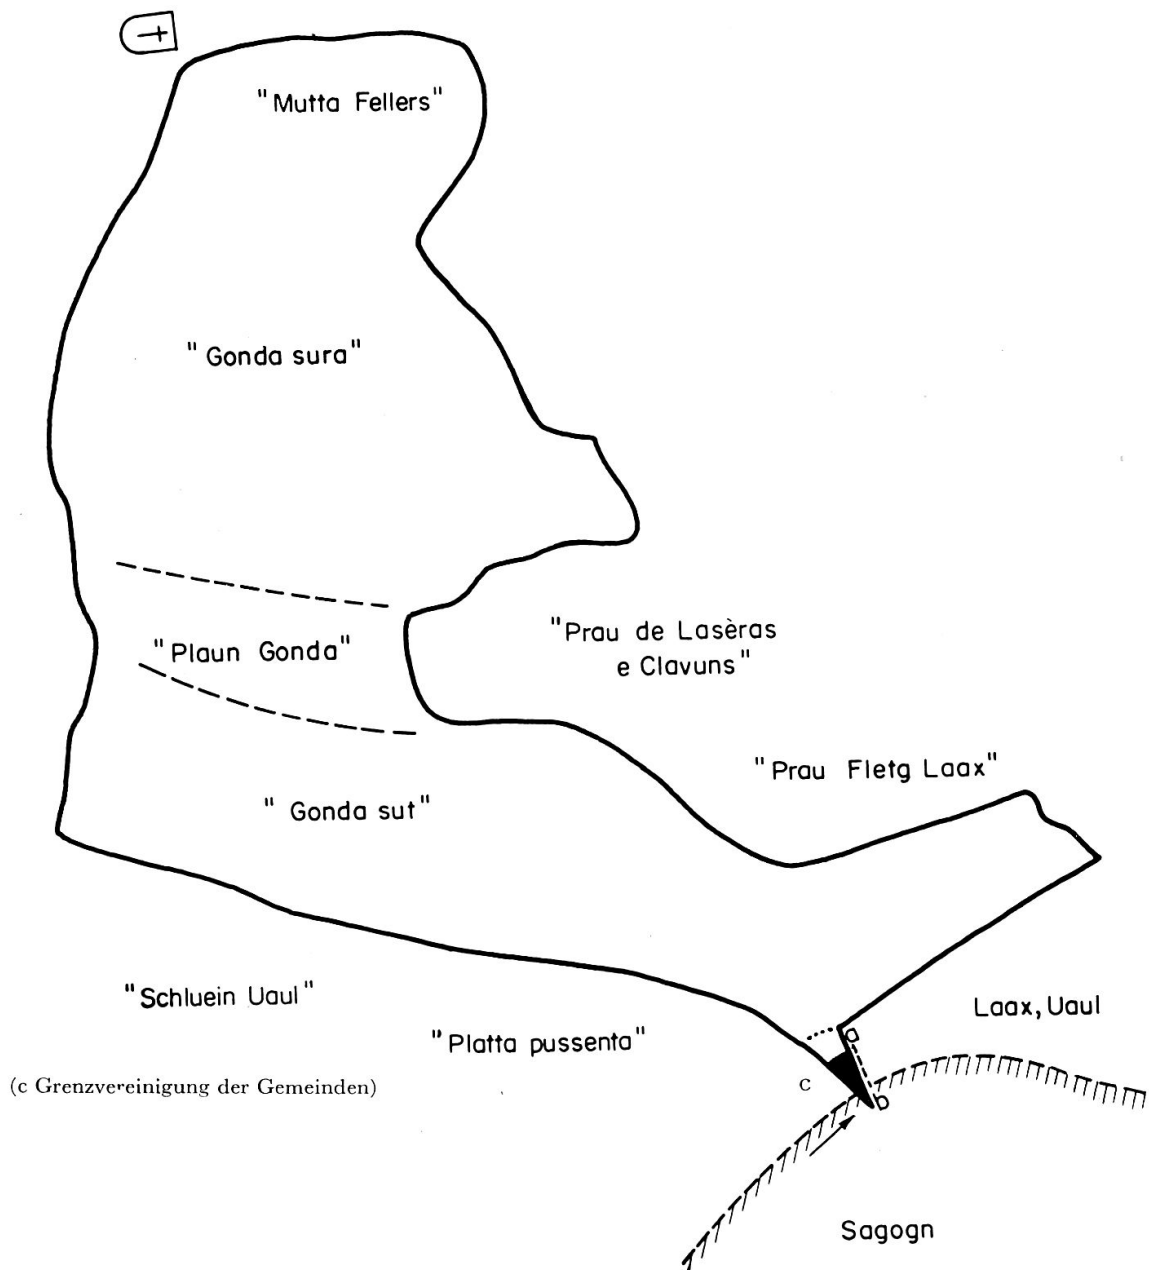 "Mutta Fellers"
"Gonda sura"
"Plaun Gonda"
"Prau de Lasèras
e Clavuns"
"Prau Fletg Laax"
"Gonda sut"
"Schluein Uaul"
"Platta pussenta"
Laax, Uaul
a
(c Grenzvereinigung der Gemeinden)
c
b
Sagogn